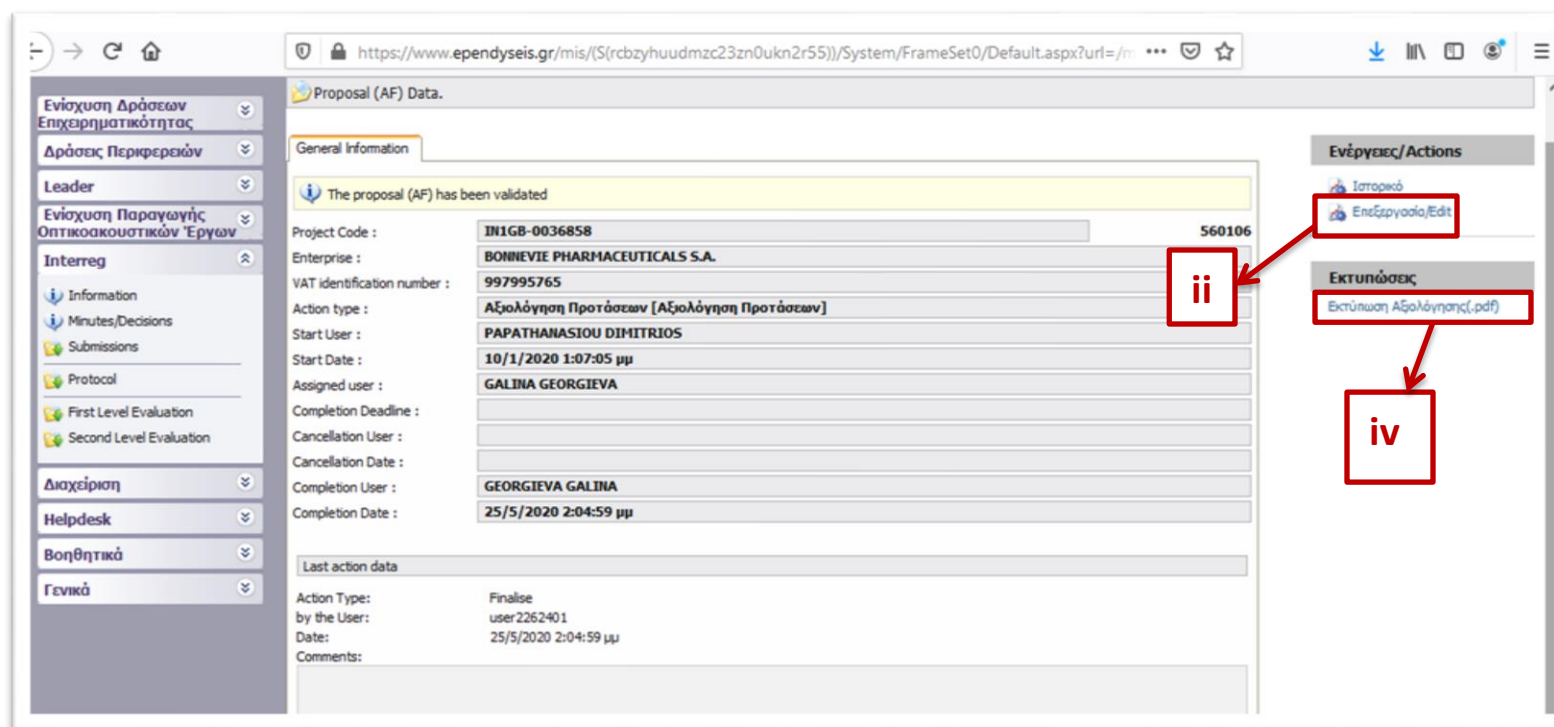 https://www.ependyseis.gr/mis/(S(rcbzyhuudmzc23zn0ukn2r55))/System/FrameSet0/Default.aspx?url=/m
Ενίσχυση Δράσεων
Επιχειρηματικότητας
Δράσεις Περιφερειών
Leader
Ενίσχυση Παραγωγής
Οπτικοακουστικών Έργων
Interreg
Information
Minutes/Decisions
Submissions
Protocol
First Level Evaluation
Second Level Evaluation
Διαχείριση
Helpdesk
Βοηθητικά
Γενικά
Proposal (AF) Data.
General Information
The proposal (AF) has been validated
Project Code : IN1GB-0036858 560106
Enterprise : BONNEVIE PHARMACEUTICALS S.A.
VAT identification number : 997995765
Action type : Αξιολόγηση Προτάσεων [Αξιολόγηση Προτάσεων]
Start User : PAPATHANASIOU DIMITRIOS
Start Date : 10/1/2020 1:07:05 μμ
Assigned user : GALINA GEORGIEVA
Completion Deadline :
Cancellation User :
Cancellation Date :
Completion User : GEORGIEVA GALINA
Completion Date : 25/5/2020 2:04:59 μμ
Last action data
Action Type: Finalise
by the User: user2262401
Date: 25/5/2020 2:04:59 μμ
Comments:
Ενέργειες/Actions
Ιστορικό
Επεξεργασία/Edit
ii
Εκτυπώσεις
Εκτύπωση Αξιολόγησης(.pdf)
iv